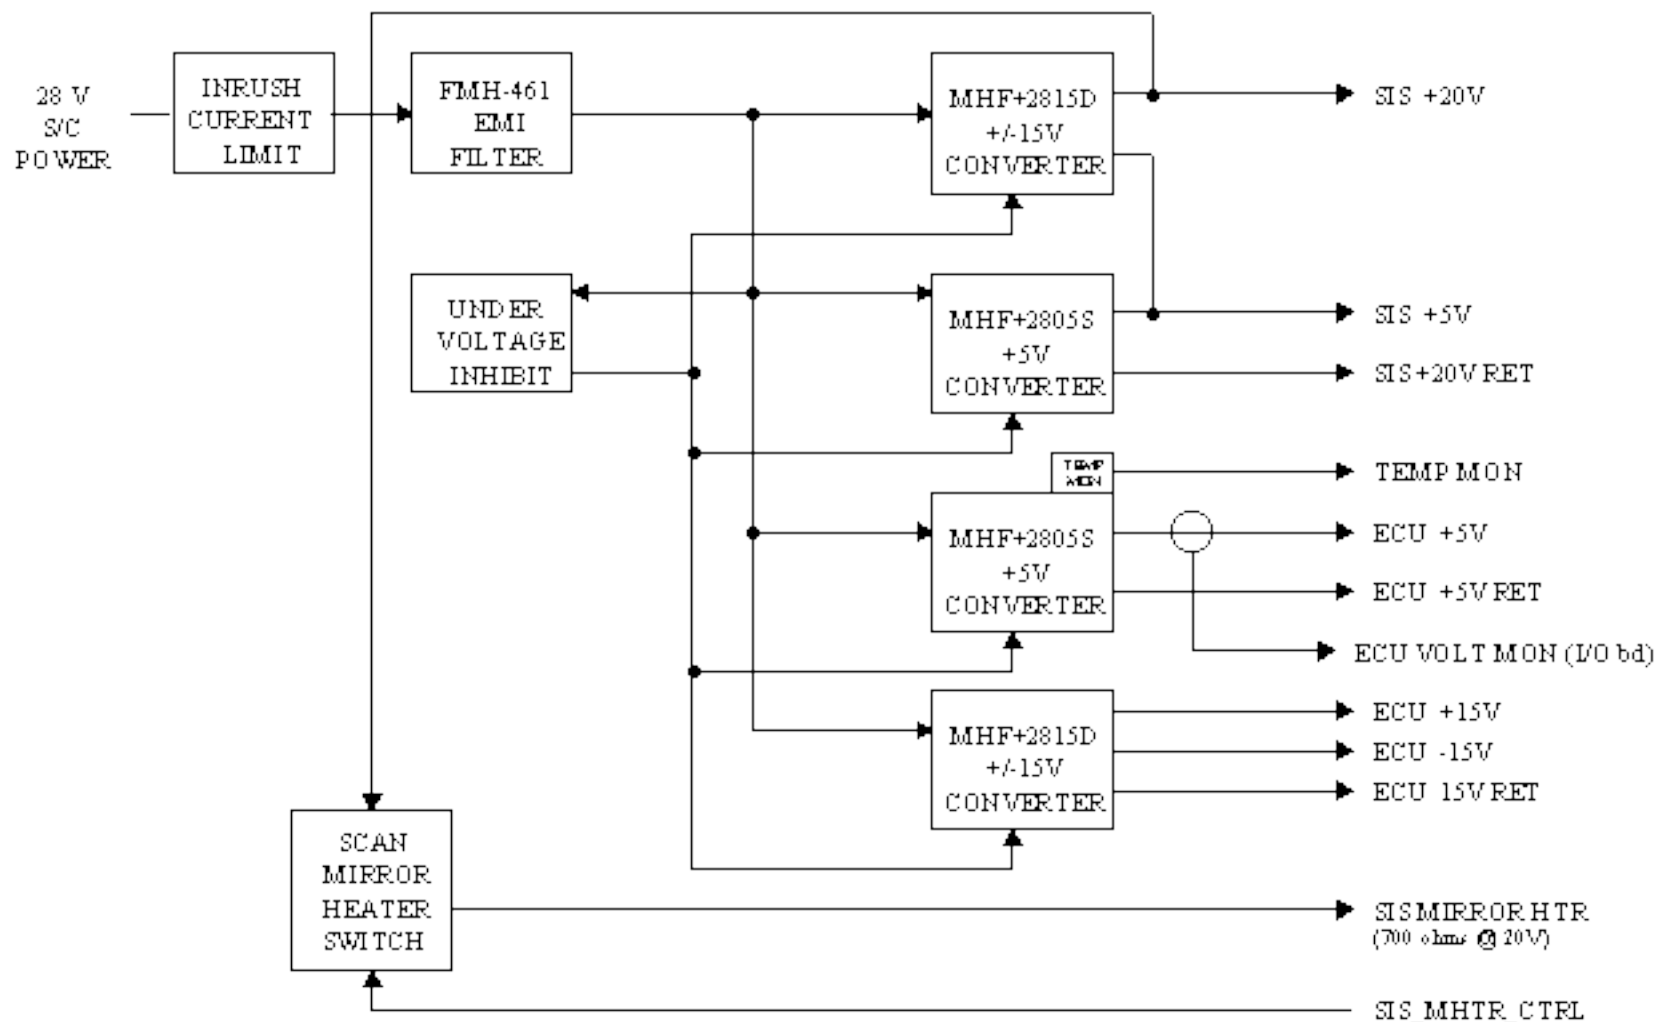 28 V
S/C
POWER
INRUSH
CURRENT
LIMIT
FMH-461
EMI
FILTER
MHF+2815D
+/-15V
CONVERTER
SIS +20V
UNDER
VOLTAGE
INHIBIT
MHF+2805S
+5V
CONVERTER
SIS +5V
SIS+20V RET
TEMP
MON
TEMP MON
MHF+2805S
+5V
CONVERTER
ECU +5V
ECU +5V RET
ECU VOLT MON (I/O bd)
MHF+2815D
+/-15V
CONVERTER
ECU +15V
ECU -15V
ECU 15V RET
SCAN
MIRROR
HEATER
SWITCH
SIS MIRROR HTR
(700 ohms @ 20V)
SIS MHTR CTRL